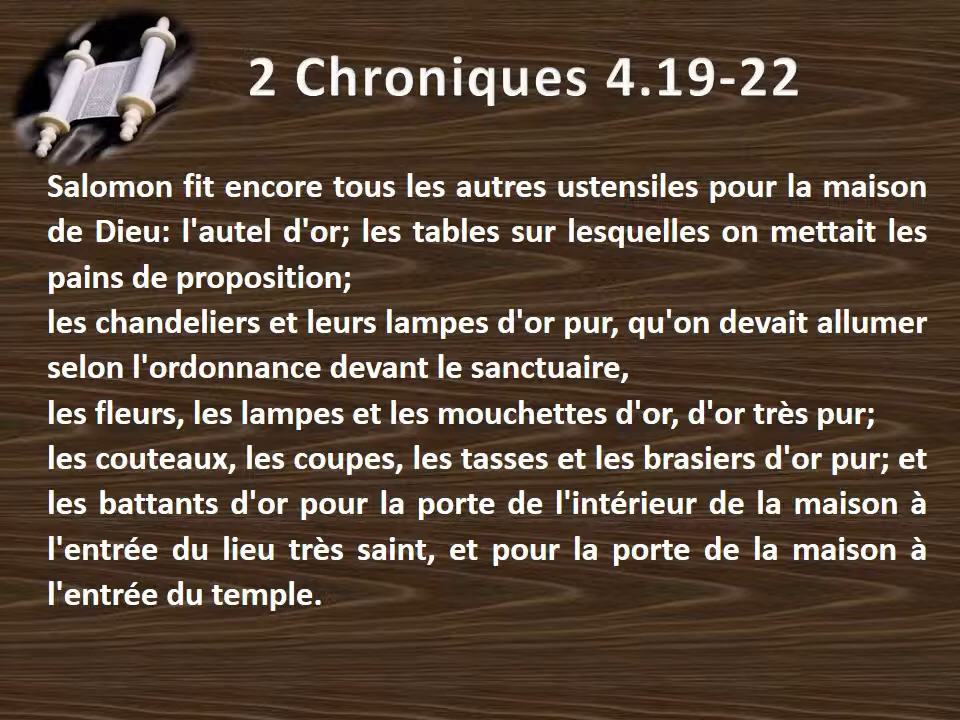 2 Chroniques 4.19-22
Salomon fit encore tous les autres ustensiles pour la maison
de Dieu: l'autel d'or; les tables sur lesquelles on mettait les
pains de proposition;
les chandeliers et leurs lampes d'or pur, qu'on devait allumer
selon l'ordonnance devant le sanctuaire,
les fleurs, les lampes et les mouchettes d'or, d'or très pur;
les couteaux, les coupes, les tasses et les brasiers d'or pur; et
les battants d'or pour la porte de l'intérieur de la maison à
l'entrée du lieu très saint, et pour la porte de la maison à
l'entrée du temple.